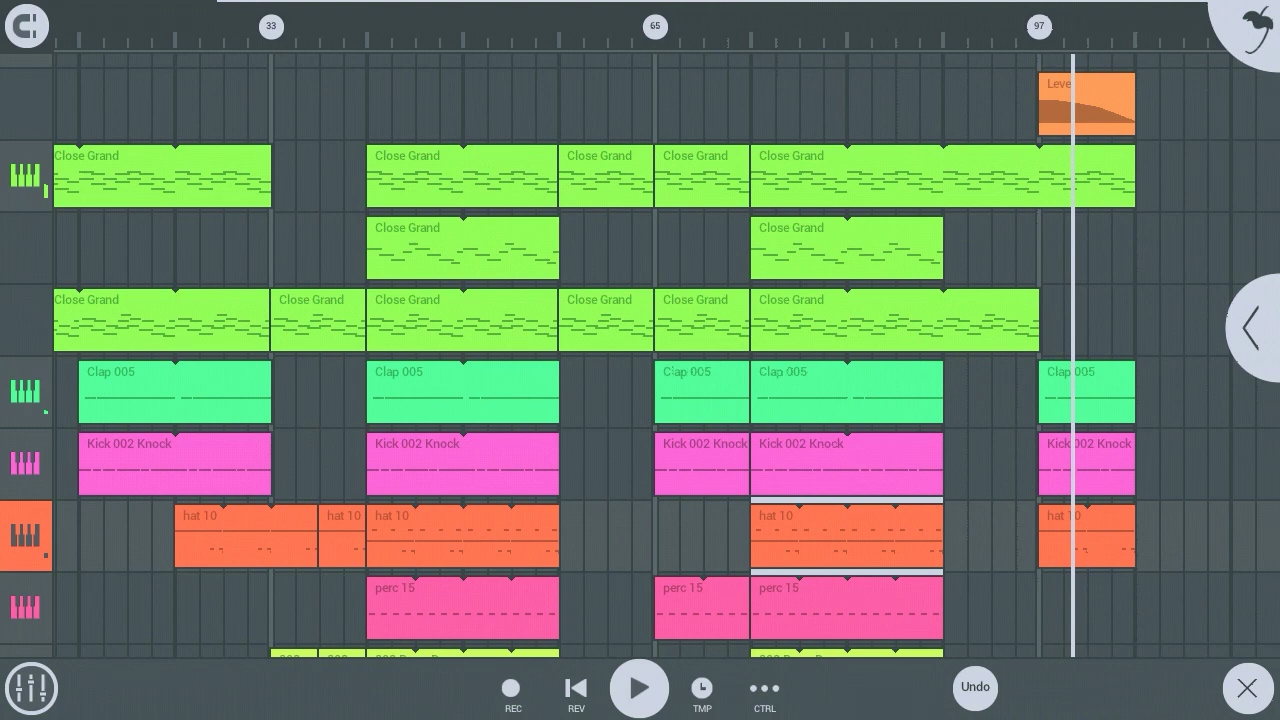 33 65 97
Leve
Close Grand Close Grand Close Grand Close Grand Close Grand
Close Grand Close Grand
Close Grand Close Grand Close Grand Close Grand Close Grand Close Grand
Clap 005 Clap 005 Clap 005 Clap 005 Clap 005
Kick 002 Knock Kick 002 Knock Kick 002 Knock Kick 002 Knock Kick 002 Knock
hat 10 hat 10 hat 10 hat 10 hat 10
perc 15 perc 15 perc 15
Undo
REC REV TMP CTRL